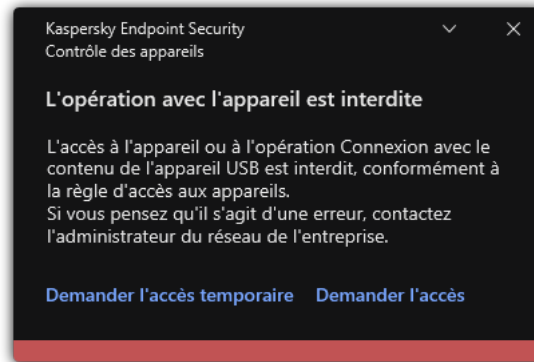 Kaspersky Endpoint Security
Contrôle des appareils
L'opération avec l'appareil est interdite
L'accès à l'appareil ou à l'opération Connexion avec le
contenu de l'appareil USB est interdit, conformément à
la règle d'accès aux appareils.
Si vous pensez qu'il s'agit d'une erreur, contactez
l'administrateur du réseau de l'entreprise.
Demander l'accès temporaire Demander l'accès